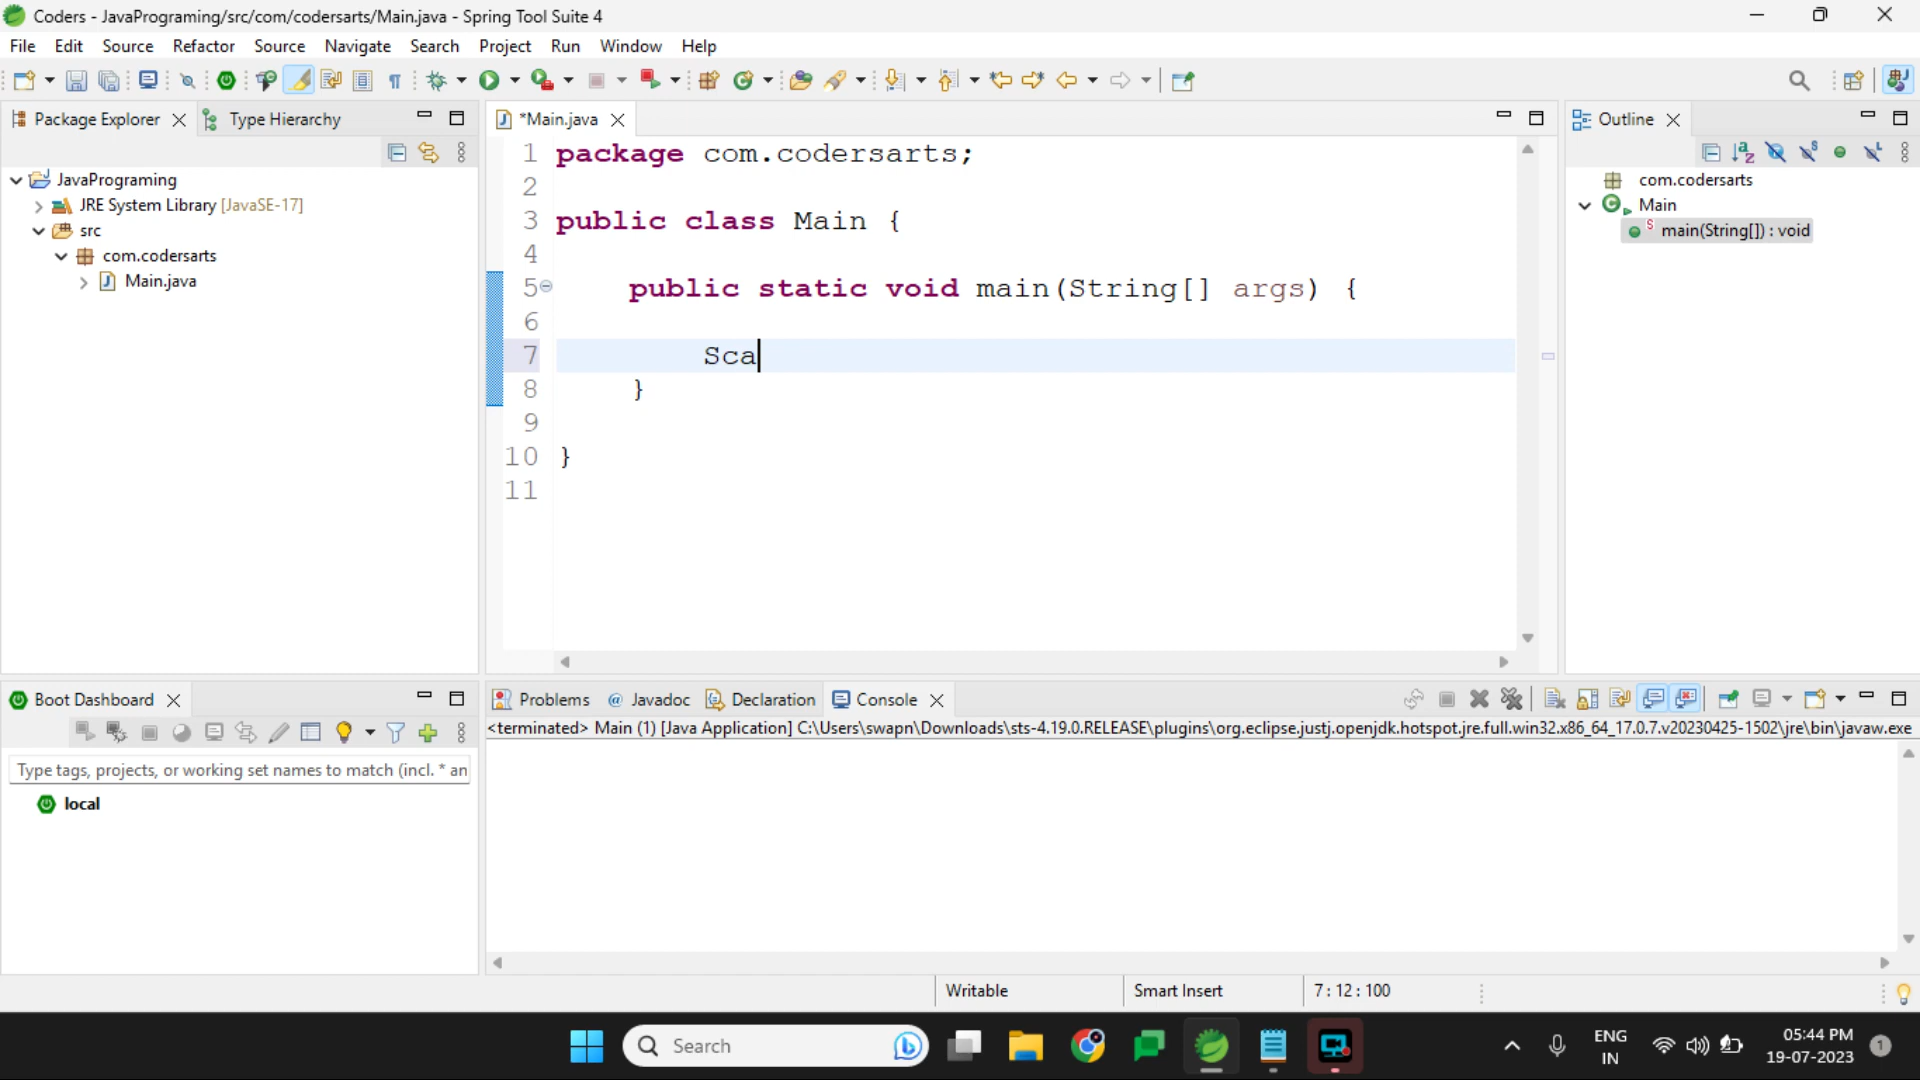 Coders - JavaPrograming/src/com/codersarts/Main.java - Spring Tool Suite 4
File Edit Source Refactor Source Navigate Search Project Run Window Help
Package Explorer
Type Hierarchy
JavaPrograming
JRE System Library [JavaSE-17]
src
com.codersarts
Main.java
*Main.java
1 package com.codersarts;
2
3 public class Main {
4
5 public static void main(String[] args) {
6
7 Sca
8 }
9
10 }
11
Outline
com.codersarts
Main
main(String[]) : void
Boot Dashboard
Type tags, projects, or working set names to match (incl. * an
local
Problems @ Javadoc Declaration Console
<terminated> Main (1) [Java Application] C:\Users\swapn\Downloads\sts-4.19.0.RELEASE\plugins\org.eclipse.justj.openjdk.hotspot.jre.full.win32.x86_64_17.0.7.v20230425-1502\jre\bin\javaw.exe
Writable Smart Insert 7 : 12 : 100
Search
ENG
IN
05:44 PM
19-07-2023
1